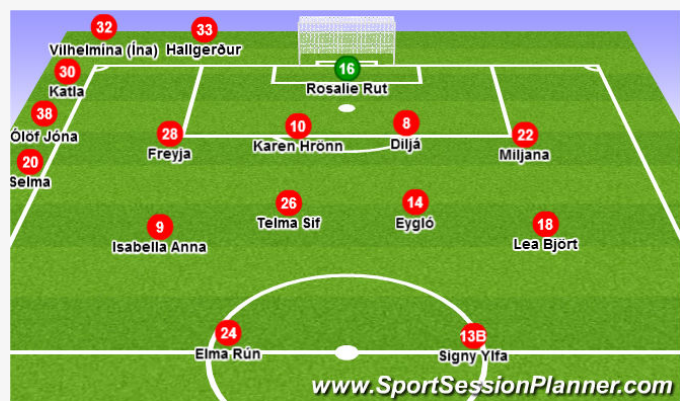 32
Vilhelmina (Ína)
33
Hallgerður
30
Katla
16
Rosalie Rut
38
Ólöf Jóna
20
Selma
28
Freyja
10
Karen Hrönn
8
Diljá
22
Miljana
9
Isabella Anna
26
Telma Sif
14
Eygló
18
Lea Björt
24
Elma Rún
13B
Signy Ylfa
www.SportSessionPlanner.com